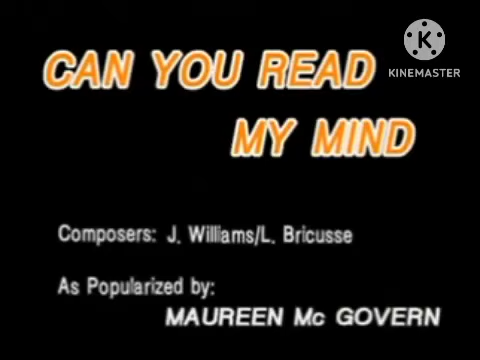 CAN YOU READ
MY MIND
K
KINEMASTER
Composers: J. Williams/L. Bricusse
As Popularized by:
MAUREEN Mc GOVERN